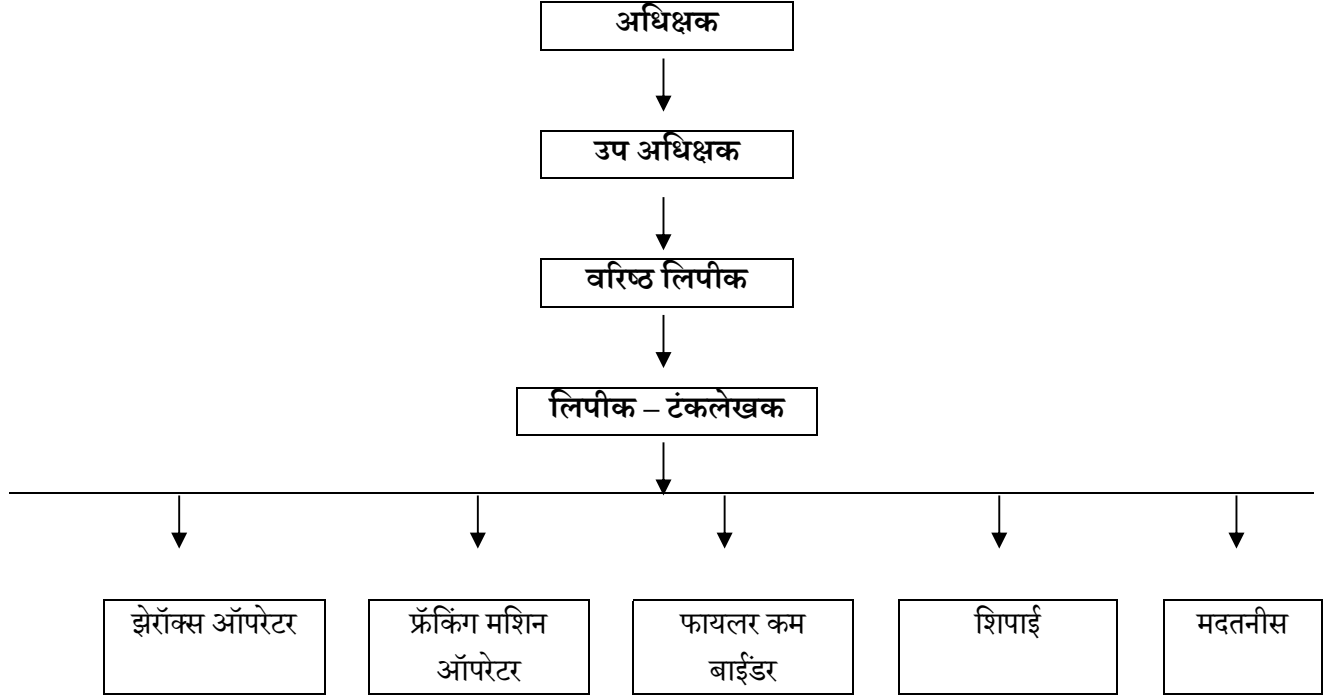 अधिक्षक
उप अधिक्षक
वरिष्ठ लिपीक
लिपीक – टंकलेखक
झेरॉक्स ऑपरेटर
फ्रॅकिंग मशिन
ऑपरेटर
फायलर कम
बाईंडर
शिपाई
मदतनीस